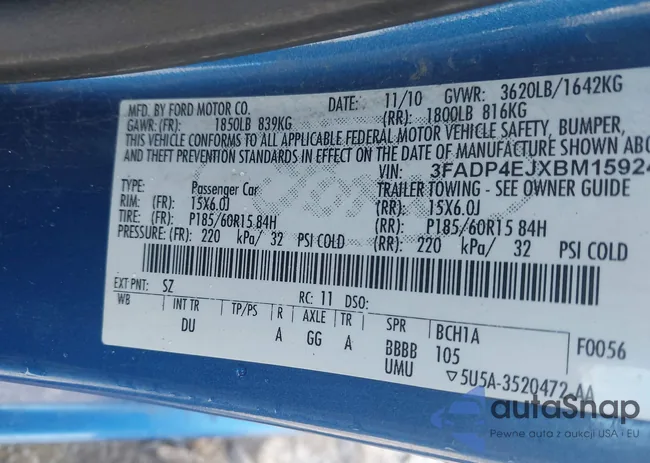 MFD. BY FORD MOTOR CO. DATE: 11/10 GVWR: 3620LB/1642KG
GAWR: (FR): 1850LB 839KG (RR): 1800LB 816KG
THIS VEHICLE CONFORMS TO ALL APPLICABLE FEDERAL MOTOR VEHICLE SAFETY, BUMPER,
AND THEFT PREVENTION STANDARDS IN EFFECT ON THE DATE OF MANUFACTURE SHOWN ABO
VIN: 3FADP4EJXBM15924
TYPE: Passenger Car TRAILER TOWING - SEE OWNER GUIDE
RIM: (FR): 15X6.0J (RR): 15X6.0J
TIRE: (FR): P185/60R15 84H (RR): P185/60R15 84H
PRESSURE: (FR): 220 kPa/ 32 PSI COLD (RR): 220 kPa/ 32 PSI COLD
EXT PNT: SZ RC: 11 DSO:
WB INT TR TP/PS R AXLE TR SPR BCH1A F0056
DU A GG A BBBB 105
UMU ▽5U5A-3520472-AA
autoSnap
Pewne auta z aukcji USA i EU